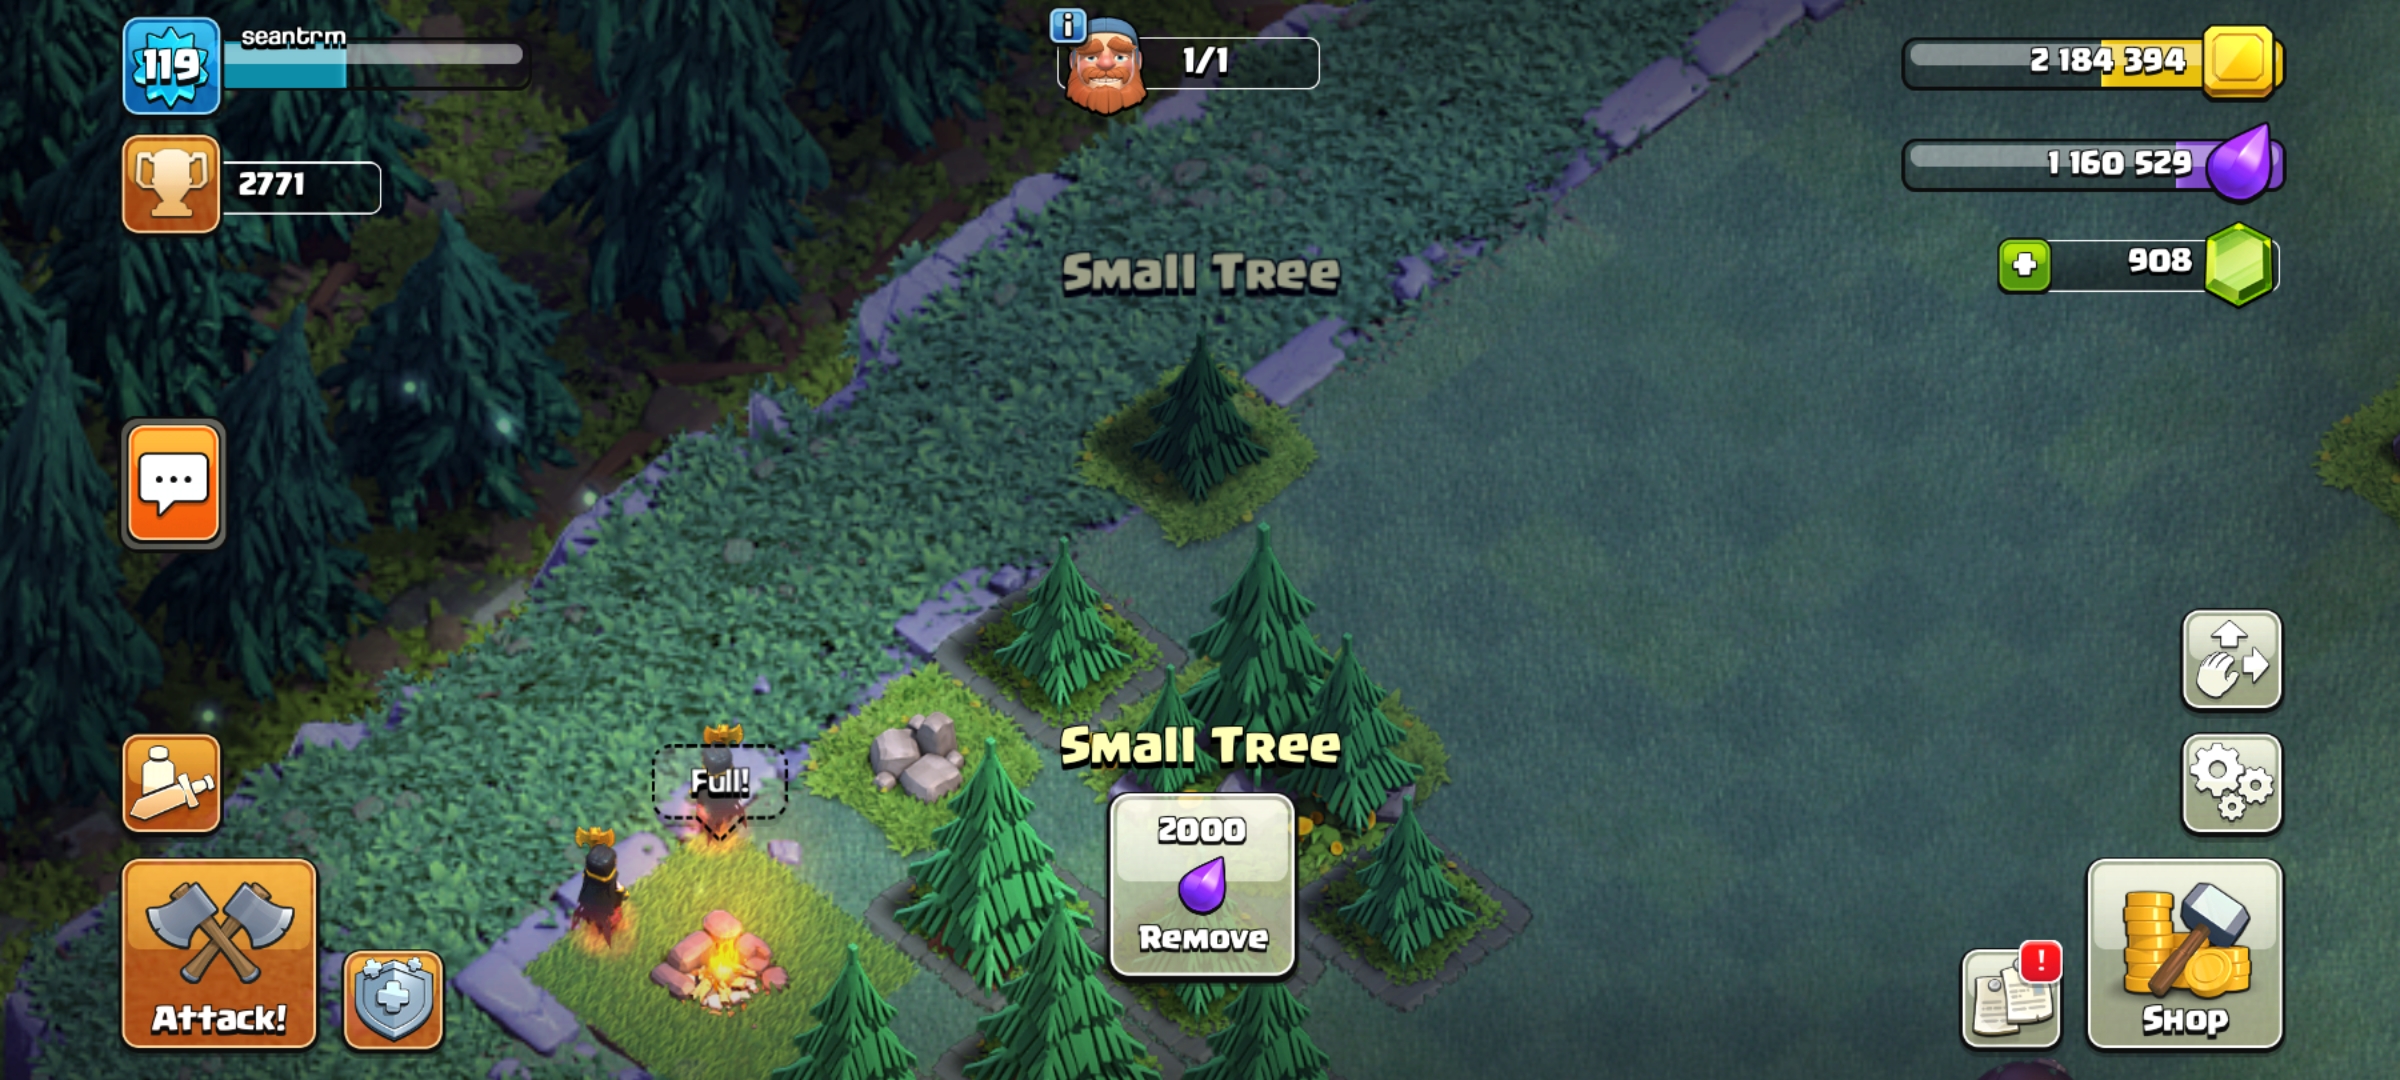 119
seantrm
i
1/1
2 184 394
2771
1 160 529
908
Small Tree
Small Tree
Full!
2000
Remove
Attack!
!
Shop